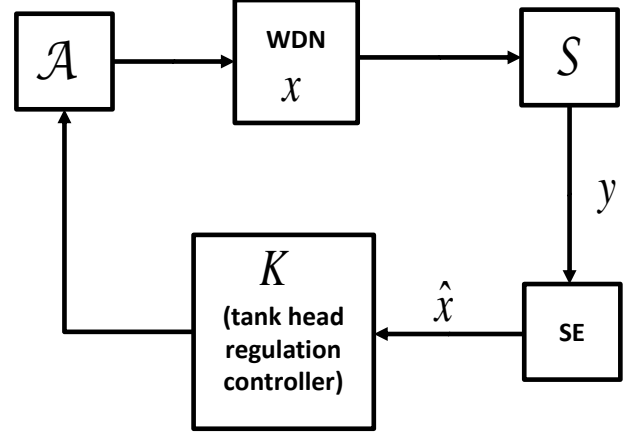 𝒜
WDN
x
𝒮
y
SE
x̂
K
(tank head
regulation
controller)